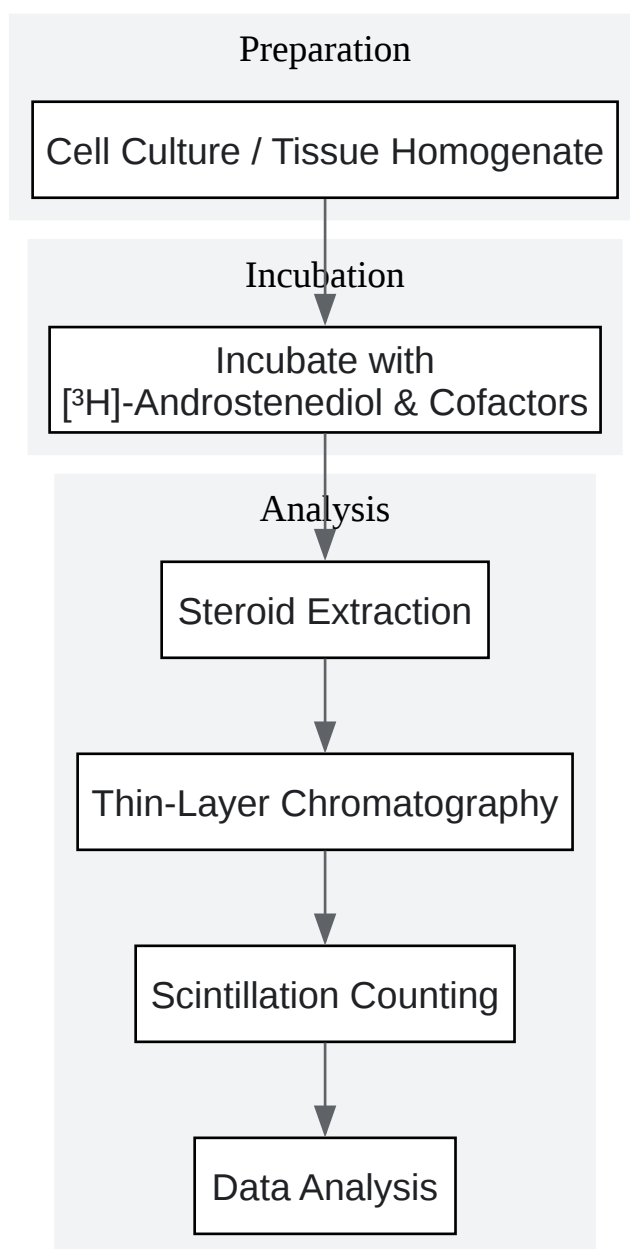 Preparation
Cell Culture / Tissue Homogenate
Incubation
Incubate with
[³H]-Androstenediol & Cofactors
Analysis
Steroid Extraction
Thin-Layer Chromatography
Scintillation Counting
Data Analysis